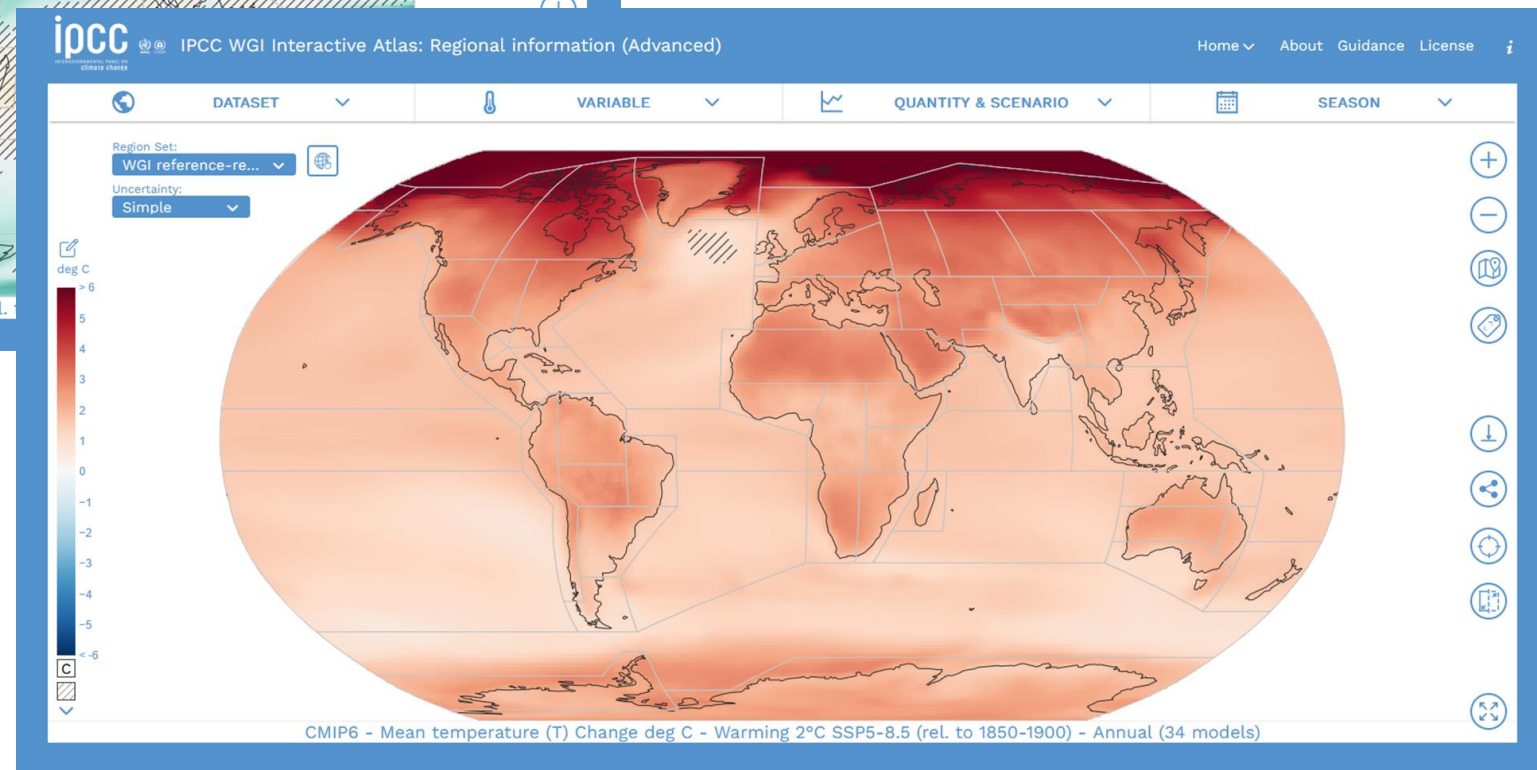 ipcc
INTERGOVERNMENTAL PANEL ON
climate change
IPCC WGI Interactive Atlas: Regional information (Advanced)
Home About Guidance License i
DATASET VARIABLE QUANTITY & SCENARIO SEASON
Region Set:
WGI reference-re...
Uncertainty:
Simple
deg C
> 6
5
4
3
2
1
0
−1
−2
−3
−4
−5
< -6
C
CMIP6 - Mean temperature (T) Change deg C - Warming 2°C SSP5-8.5 (rel. to 1850-1900) - Annual (34 models)